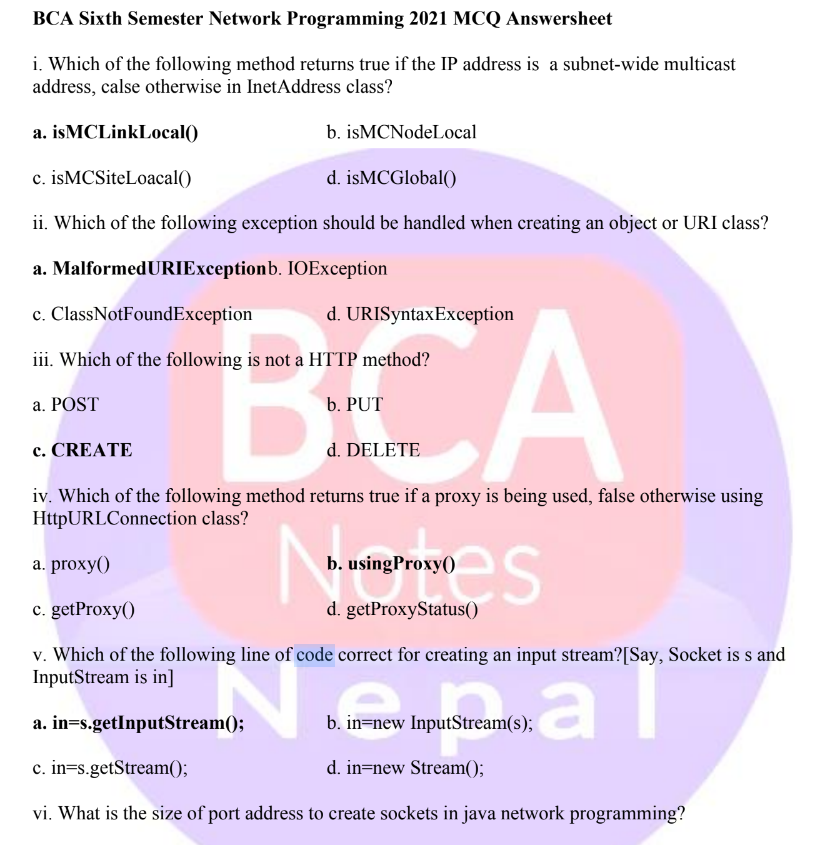 BCA Sixth Semester Network Programming 2021 MCQ Answersheet
i. Which of the following method returns true if the IP address is a subnet-wide multicast
address, calse otherwise in InetAddress class?
a. isMCLinkLocal() b. isMCNodeLocal
c. isMCSiteLoacal() d. isMCGlobal()
ii. Which of the following exception should be handled when creating an object or URI class?
a. MalformedURIExceptionb. IOException
c. ClassNotFoundException d. URISyntaxException
iii. Which of the following is not a HTTP method?
a. POST b. PUT
c. CREATE d. DELETE
iv. Which of the following method returns true if a proxy is being used, false otherwise using
HttpURLConnection class?
a. proxy() b. usingProxy()
c. getProxy() d. getProxyStatus()
v. Which of the following line of code correct for creating an input stream?[Say, Socket is s and
InputStream is in]
a. in=s.getInputStream(); b. in=new InputStream(s);
c. in=s.getStream(); d. in=new Stream();
vi. What is the size of port address to create sockets in java network programming?
BCA
Notes
Nepal